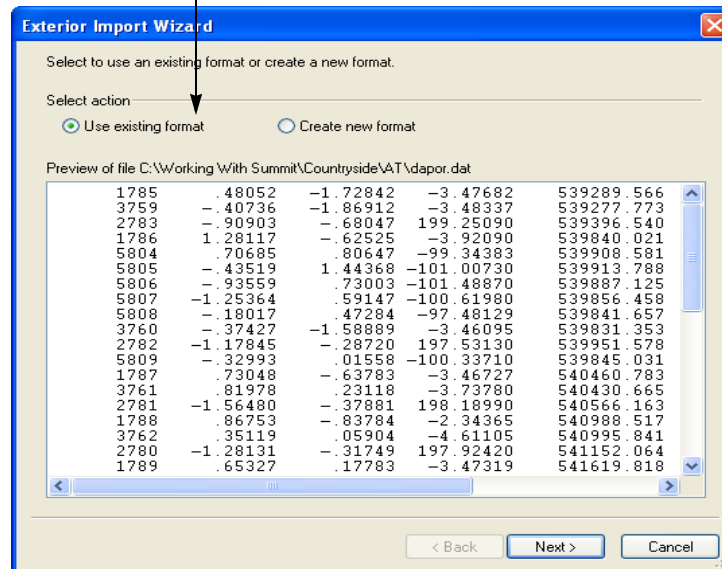 Exterior Import Wizard
Select to use an existing format or create a new format.
Select action
Use existing format Create new format
Preview of file C:\Working With Summit\Countryside\AT\dapor.dat
1785 .48052 -1.72842 -3.47682 539289.566
3759 -.40736 -1.86912 -3.48337 539277.773
2783 -.90903 -.68047 199.25090 539396.540
1786 1.28117 -.62525 -3.92090 539840.021
5804 .70685 .80647 -99.34383 539908.581
5805 -.43519 1.44368 -101.00730 539913.788
5806 -.93559 .73003 -101.48870 539887.125
5807 -1.25364 .59147 -100.61980 539856.458
5808 -.18017 .47284 -97.48129 539841.657
3760 -.37427 -1.58889 -3.46095 539831.353
2782 -1.17845 -.28720 197.53130 539951.578
5809 -.32993 .01558 -100.33710 539845.031
1787 .73048 -.63783 -3.46727 540460.783
3761 .81978 .23118 -3.73780 540430.665
2781 -1.56480 -.37881 198.18990 540566.163
1788 .86753 -.83784 -2.34365 540988.517
3762 .35119 .05904 -4.61105 540995.841
2780 -1.28131 -.31749 197.92420 541152.064
1789 .65327 .17783 -3.47319 541619.818
< Back Next > Cancel